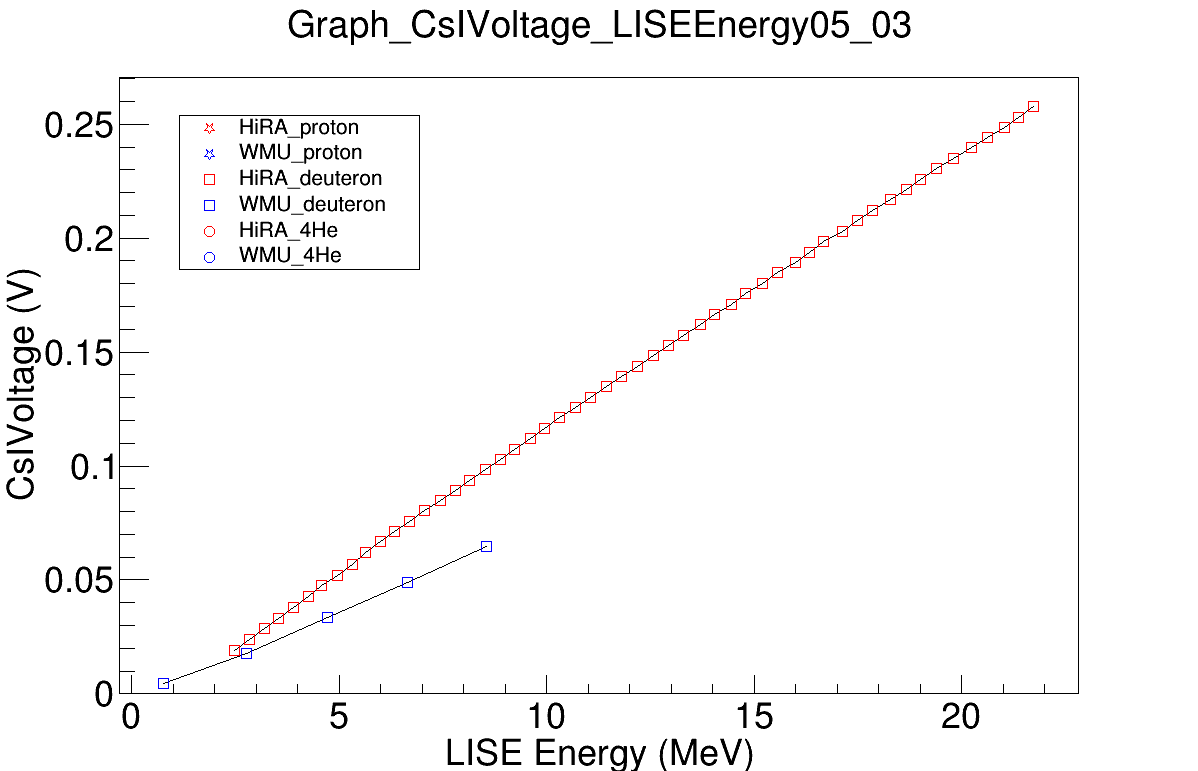 Graph_CsIVoltage_LISEEnergy05_03
HiRA_proton
WMU_proton
HiRA_deuteron
WMU_deuteron
HiRA_4He
WMU_4He
CsIVoltage (V)
0.25
0.2
0.15
0.1
0.05
0
0 5 10 15 20
LISE Energy (MeV)